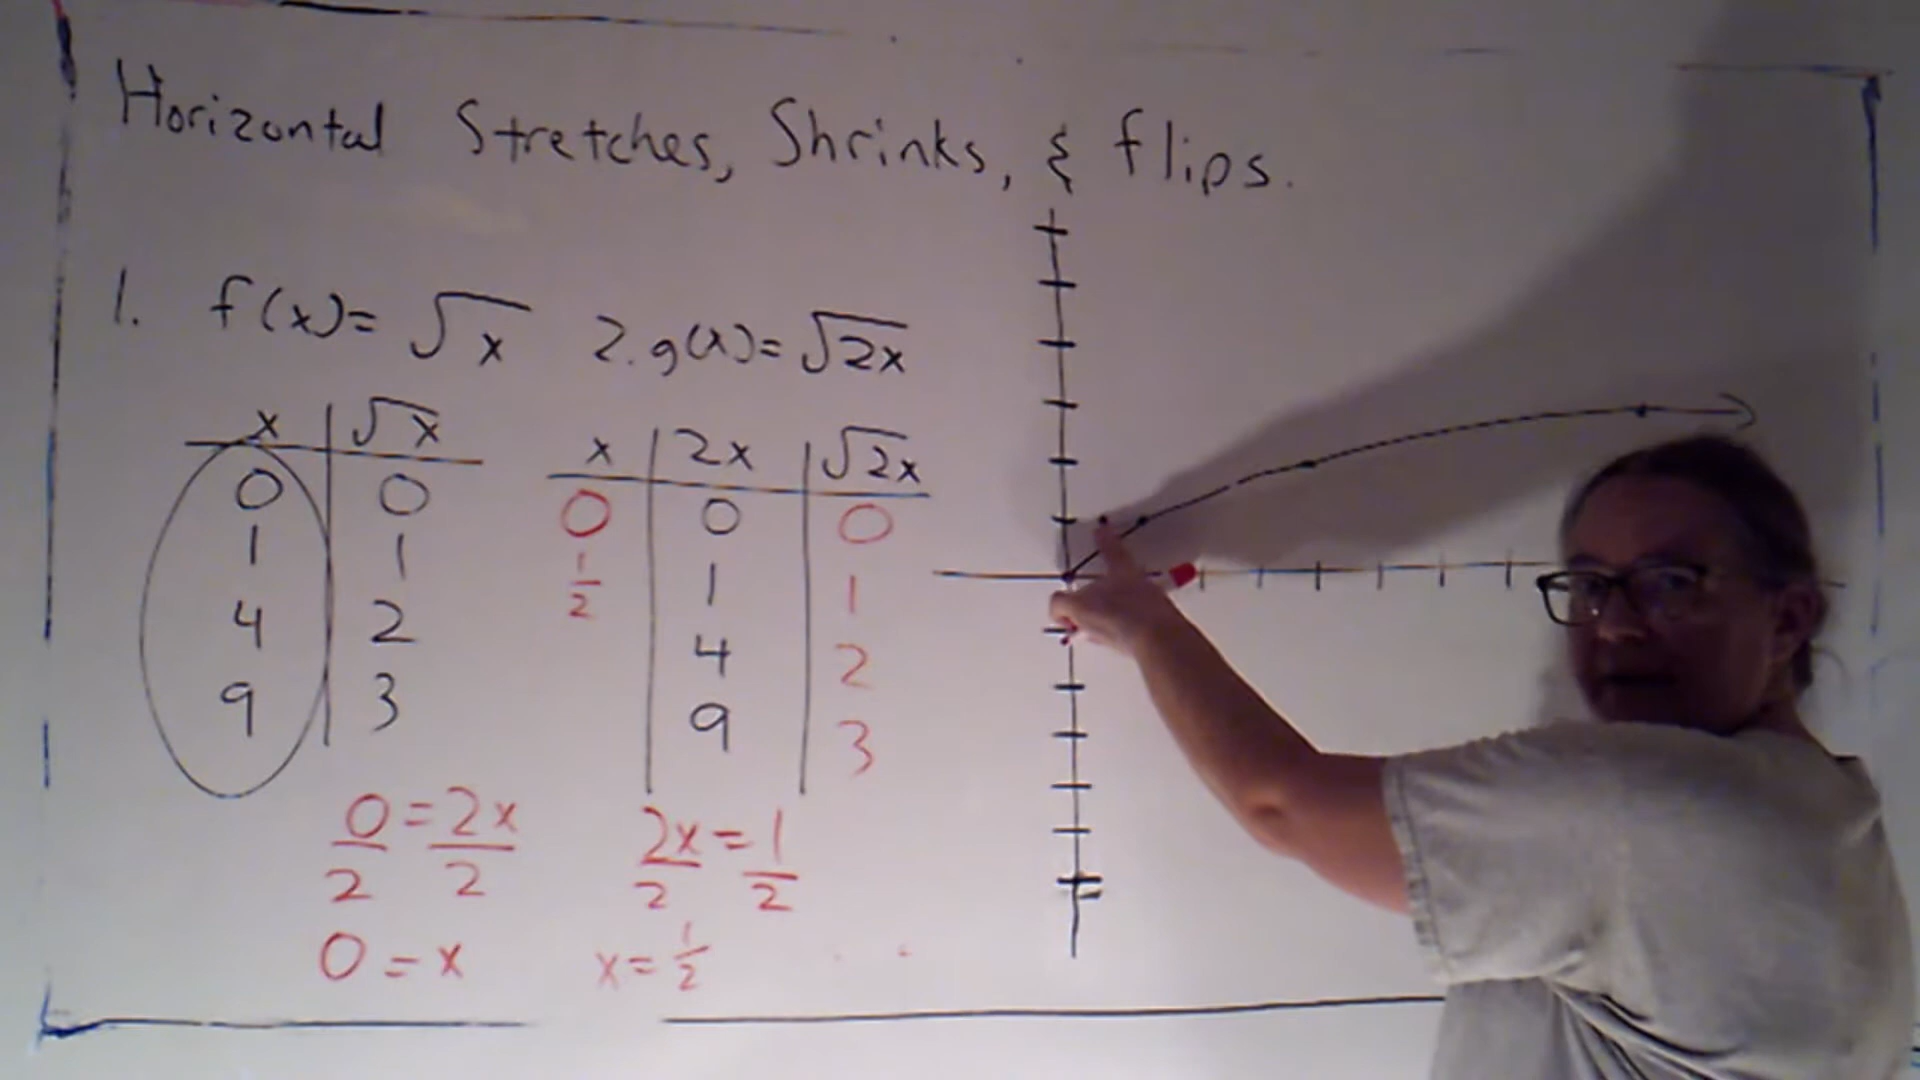 Horizontal Stretches, Shrinks, & flips.
1. f(x)= √x 2. g(x)= √2x
x | √x
0 | 0
1 | 1
4 | 2
9 | 3
x | 2x | √2x
0 | 0 | 0
1/2 | 1 | 1
4 | 2
9 | 3
0/2 = 2x/2
0 = x
2x/2 = 1/2
x = 1/2